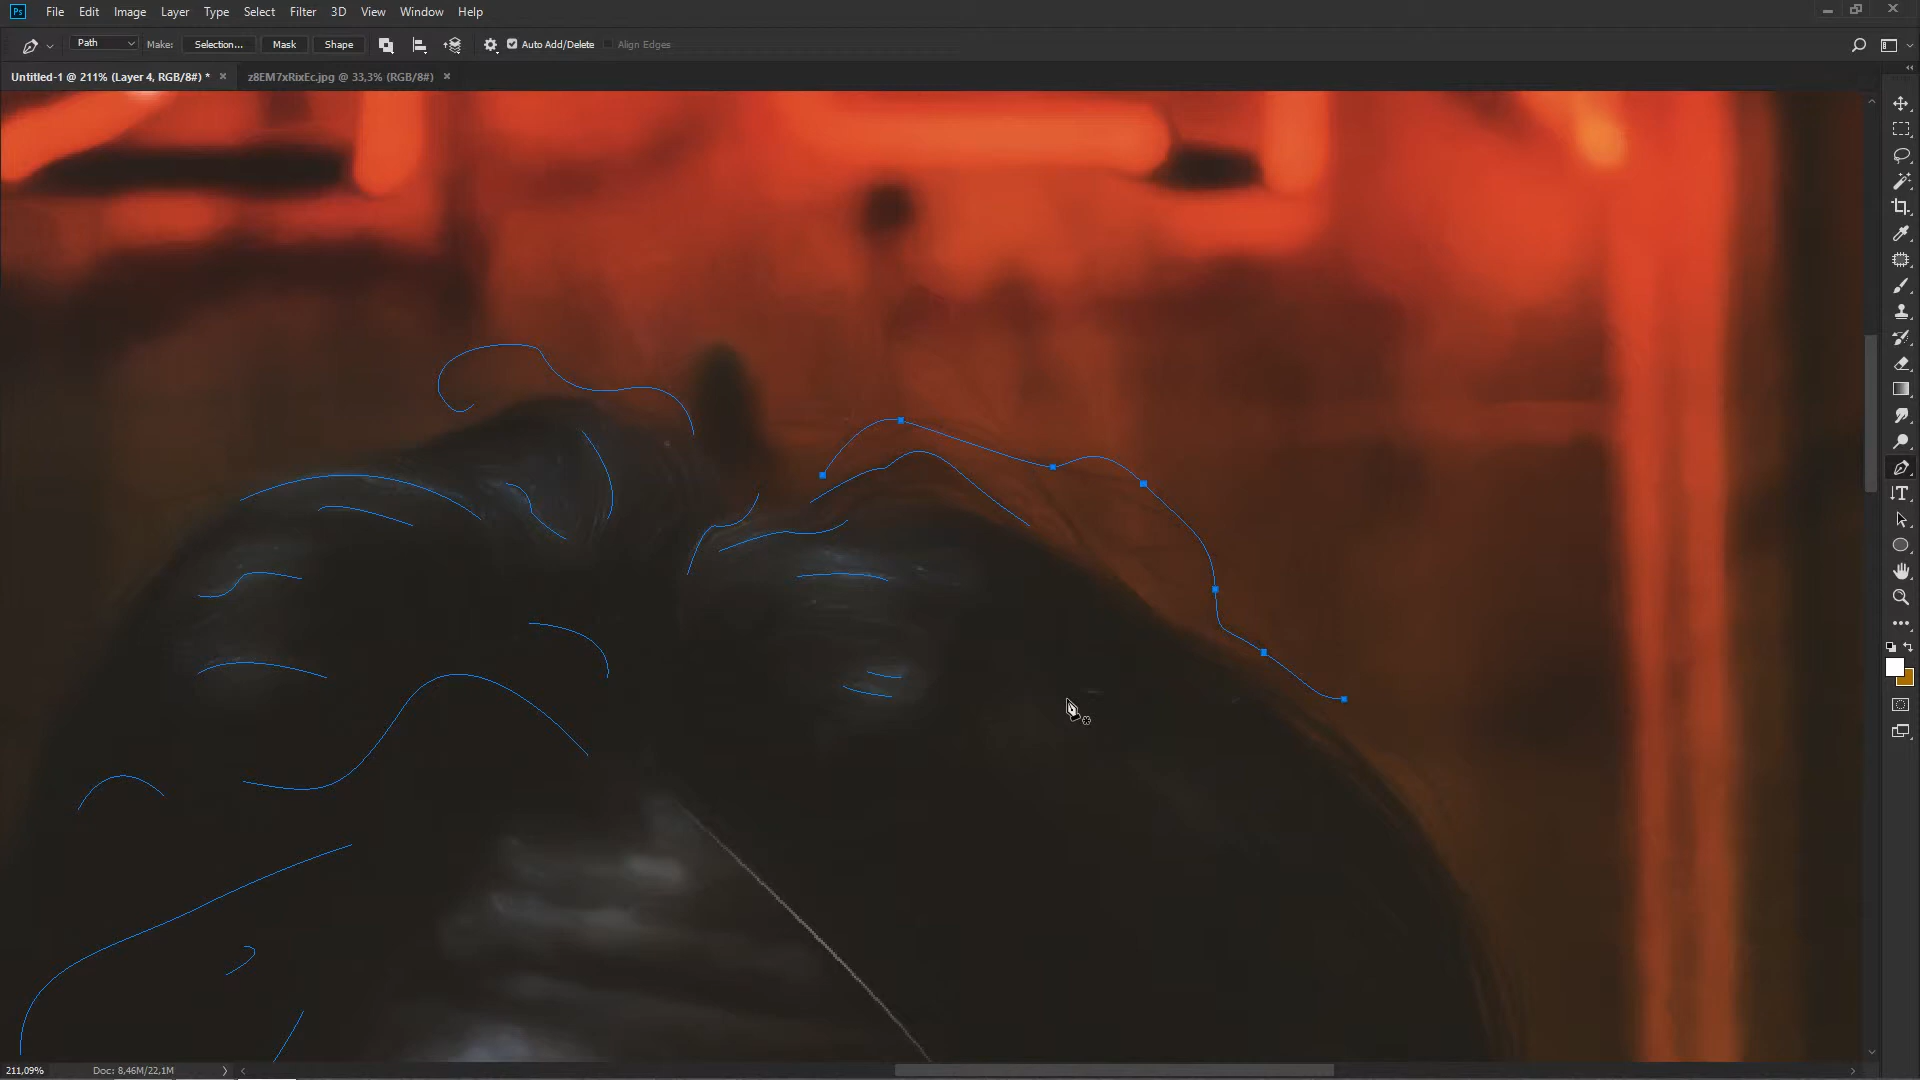 Ps File Edit Image Layer Type Select Filter 3D View Window Help
Path Make: Selection... Mask Shape Auto Add/Delete Align Edges
Untitled-1 @ 211% (Layer 4, RGB/8#) * × z8EM7xRixEc.jpg @ 33,3% (RGB/8#) ×
211,09% Doc: 8,46M/22,1M